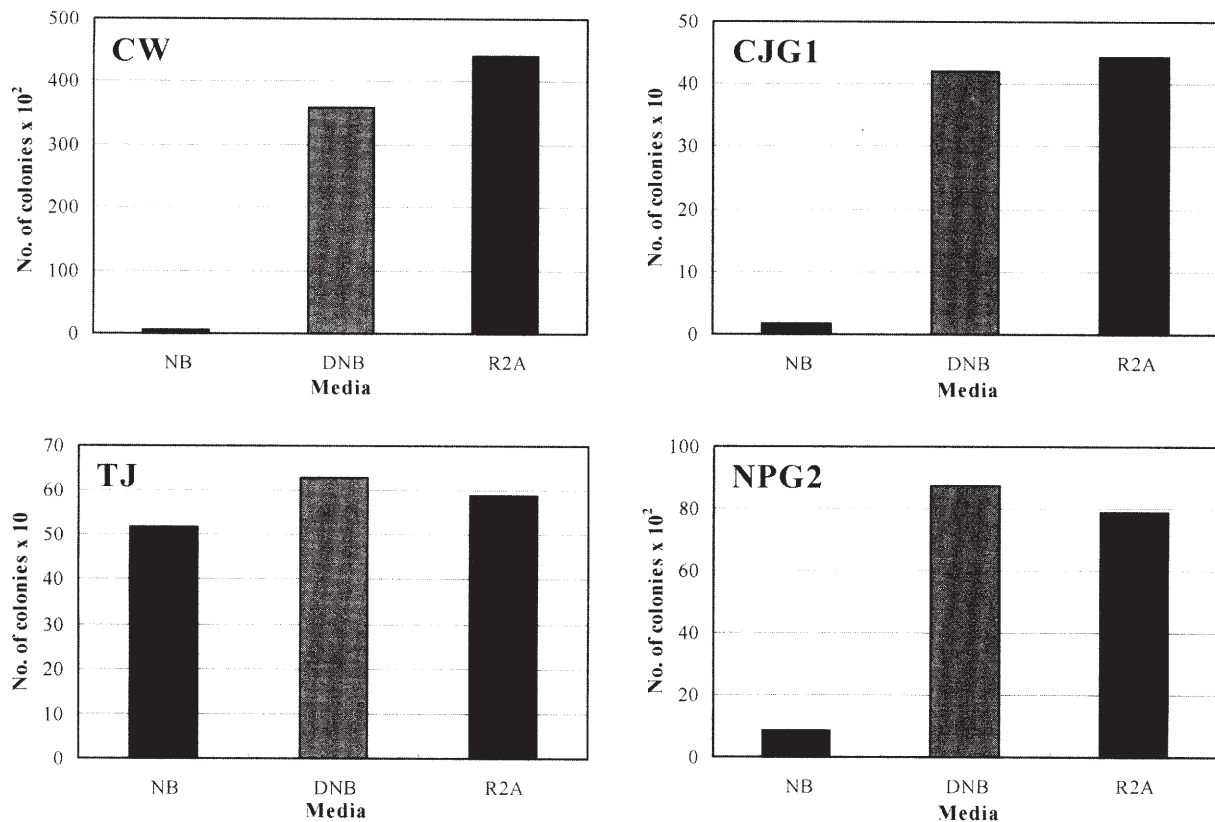 CW
No. of colonies x 10²
500
400
300
200
100
0
NB DNB R2A
Media
CJG1
No. of colonies x 10
50
40
30
20
10
0
NB DNB R2A
Media
TJ
No. of colonies x 10
70
60
50
40
30
20
10
0
NB DNB R2A
Media
NPG2
No. of colonies x 10²
100
80
60
40
20
0
NB DNB R2A
Media